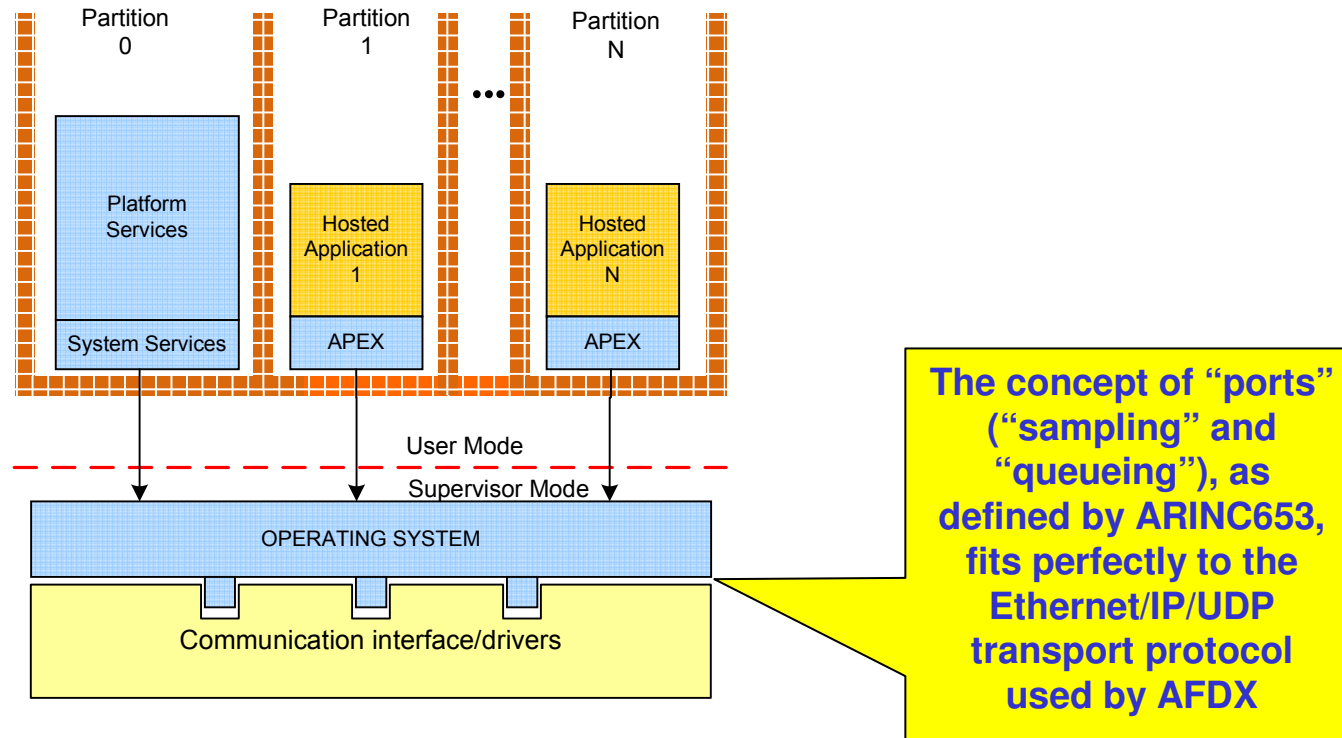 Partition
0
Partition
1
Partition
N
•••
Platform
Services
System Services
Hosted
Application
1
APEX
Hosted
Application
N
APEX
User Mode
Supervisor Mode
OPERATING SYSTEM
Communication interface/drivers
The concept of “ports”
(“sampling” and
“queueing”), as
defined by ARINC653,
fits perfectly to the
Ethernet/IP/UDP
transport protocol
used by AFDX